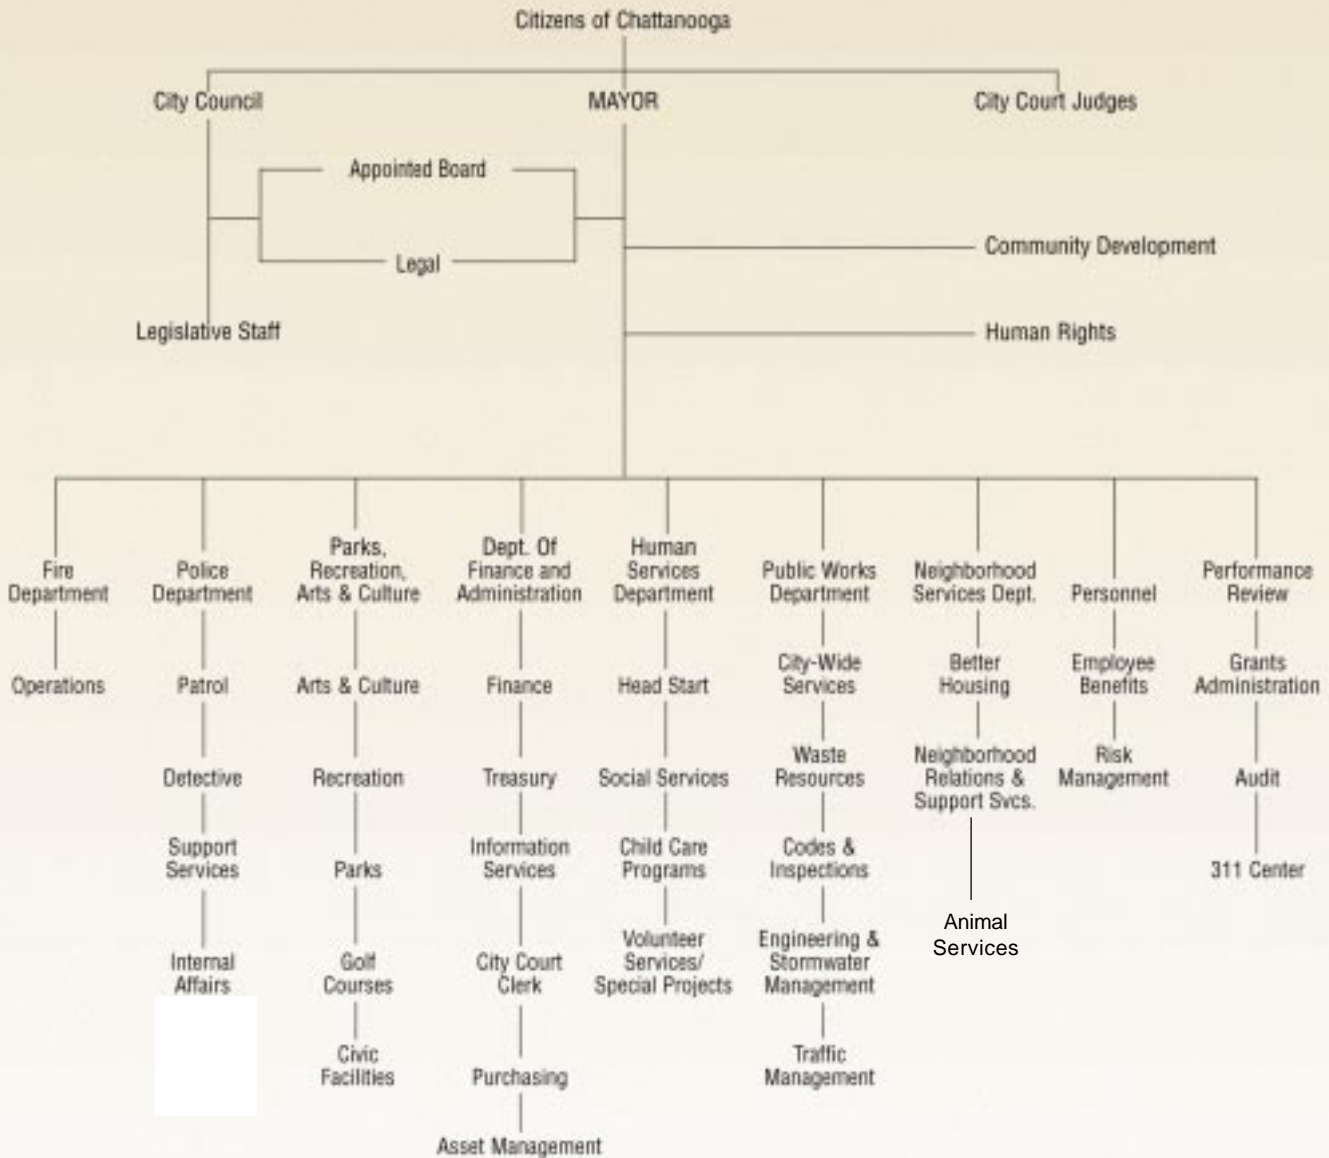 Citizens of Chattanooga
City Council
MAYOR
City Court Judges
Appointed Board
Legal
Community Development
Legislative Staff
Human Rights
Fire
Department
Operations
Police
Department
Patrol
Detective
Support
Services
Internal
Affairs
Parks,
Recreation,
Arts & Culture
Arts & Culture
Recreation
Parks
Golf
Courses
Civic
Facilities
Dept. Of
Finance and
Administration
Finance
Treasury
Information
Services
City Court
Clerk
Purchasing
Asset Management
Human
Services
Department
Head Start
Social Services
Child Care
Programs
Volunteer
Services/
Special Projects
Public Works
Department
City-Wide
Services
Waste
Resources
Codes &
Inspections
Engineering &
Stormwater
Management
Traffic
Management
Neighborhood
Services Dept.
Better
Housing
Neighborhood
Relations &
Support Svcs.
Animal
Services
Personnel
Employee
Benefits
Risk
Management
Performance
Review
Grants
Administration
Audit
311 Center